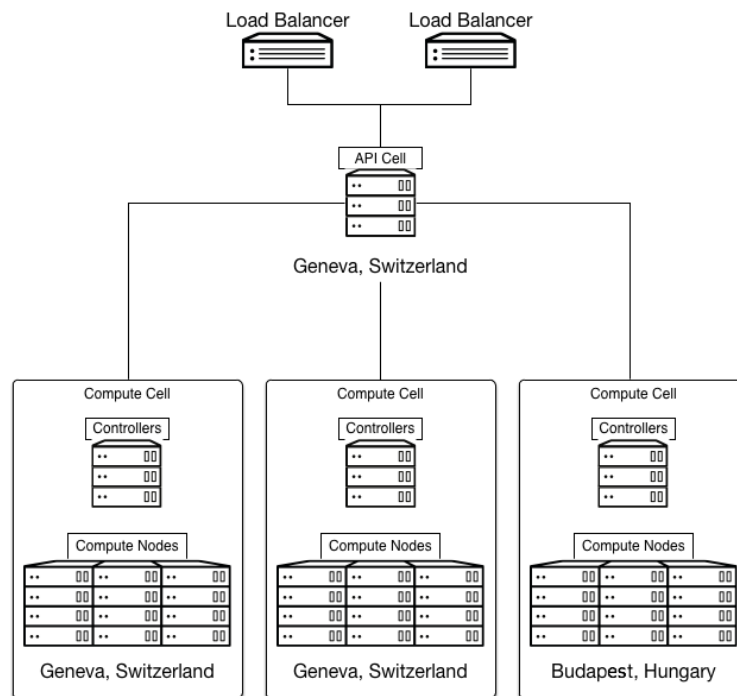 Load Balancer
Load Balancer
API Cell
Geneva, Switzerland
Compute Cell
Controllers
Compute Nodes
Geneva, Switzerland
Compute Cell
Controllers
Compute Nodes
Geneva, Switzerland
Compute Cell
Controllers
Compute Nodes
Budapest, Hungary